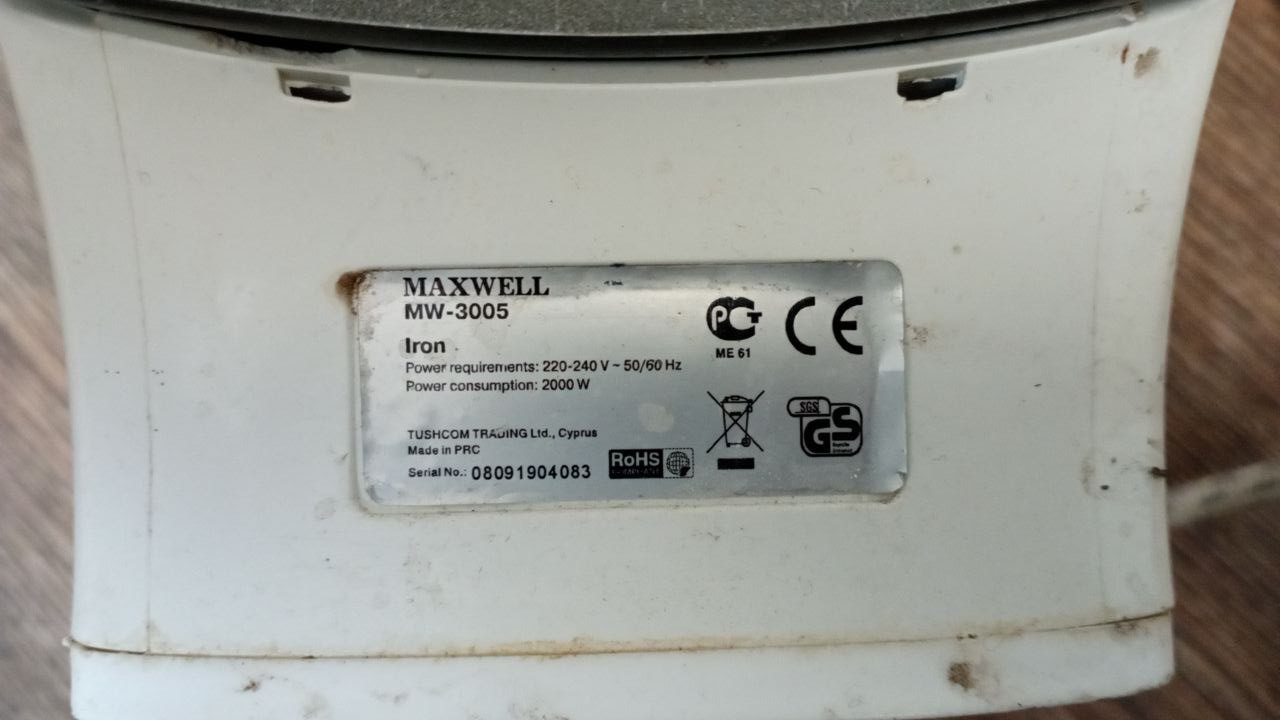 MAXWELL
MW-3005
Iron
Power requirements: 220-240 V ~ 50/60 Hz
Power consumption: 2000 W
TUSHCOM TRADING Ltd., Cyprus
Made in PRC
Serial No.: 08091904083
RoHS
РСТ
ME 61
CE
SGS
GS